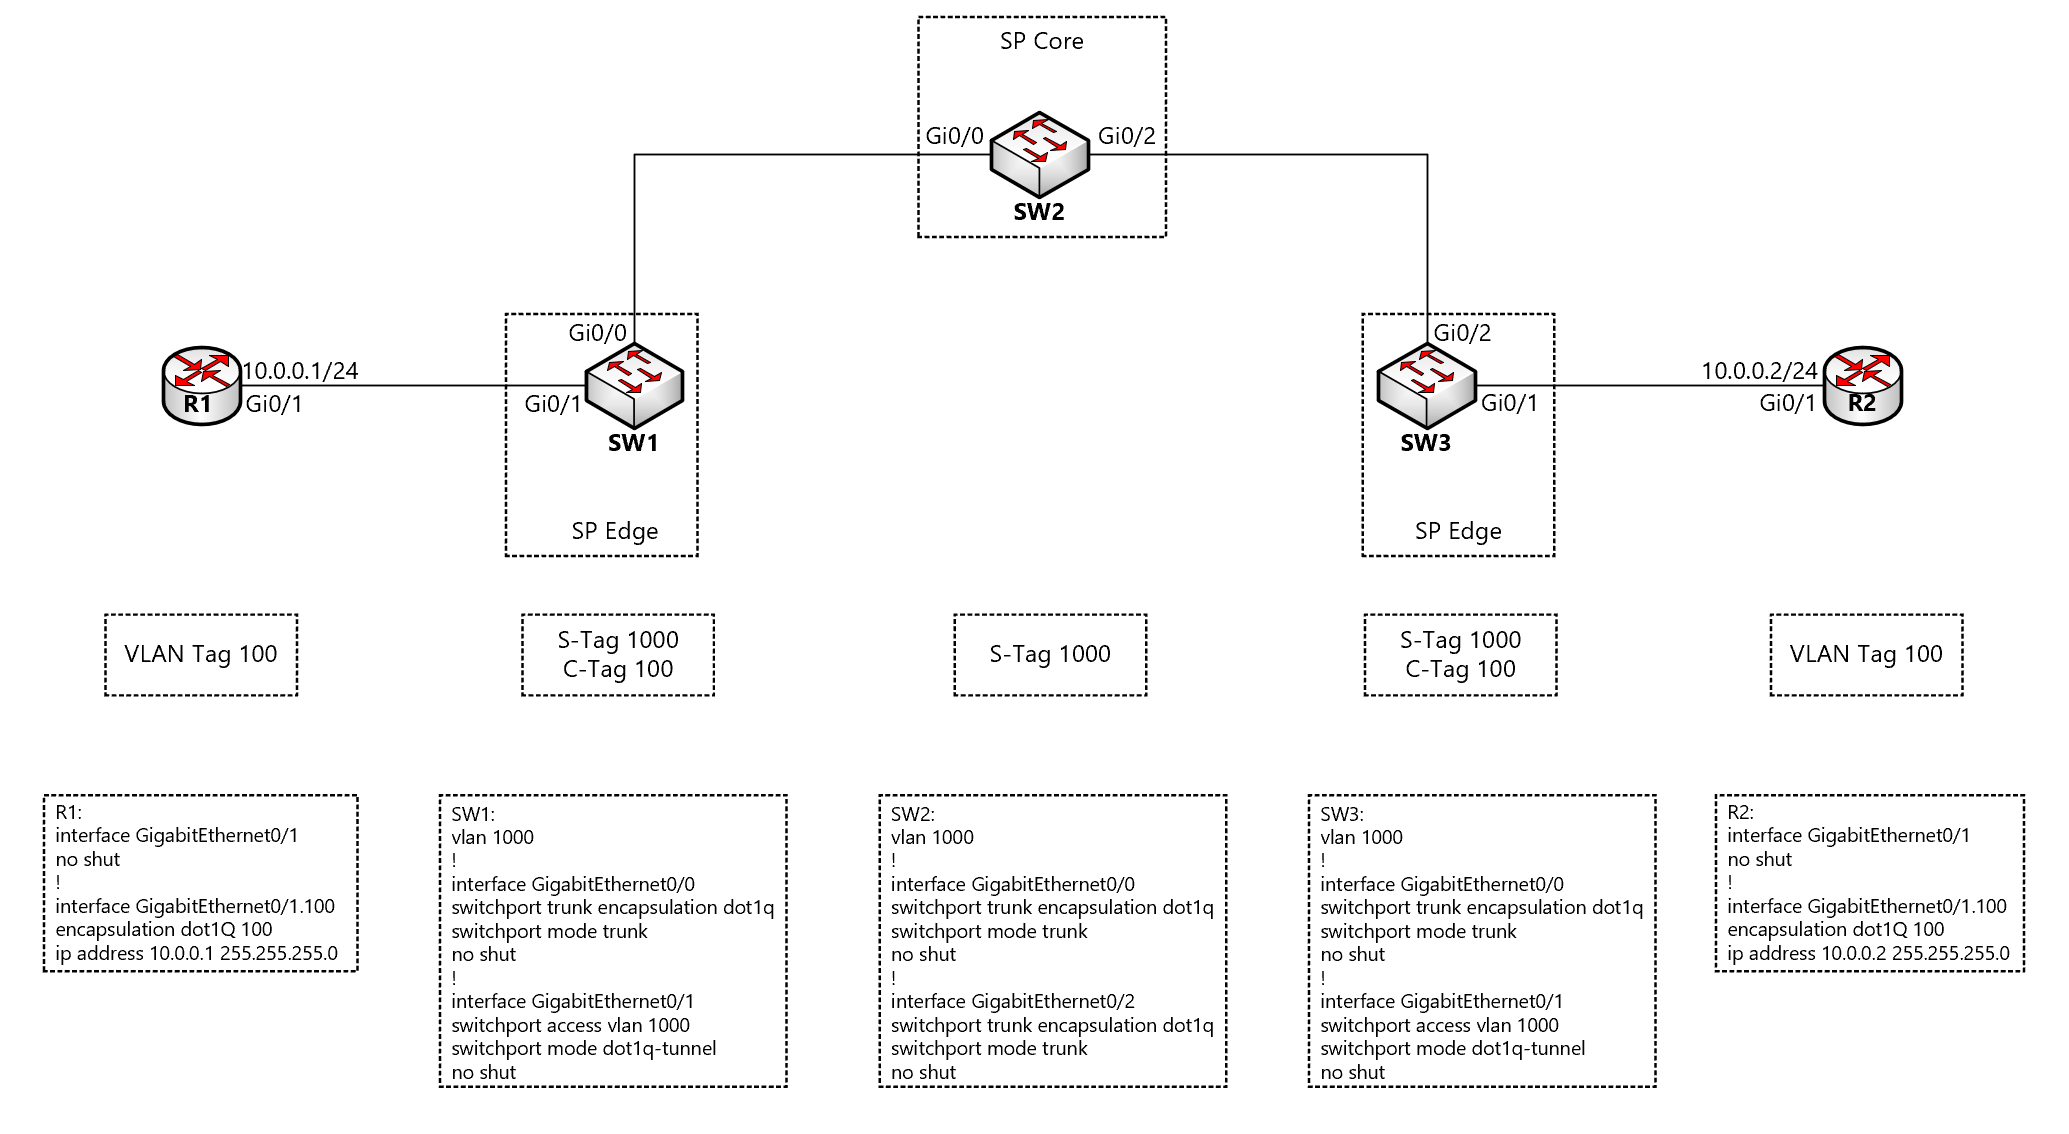 SP Core
Gi0/0
Gi0/2
SW2
Gi0/0
Gi0/2
10.0.0.1/24
R1
Gi0/1
Gi0/1
SW1
SP Edge
10.0.0.2/24
Gi0/1
Gi0/1
R2
SW3
SP Edge
VLAN Tag 100
S-Tag 1000
C-Tag 100
S-Tag 1000
S-Tag 1000
C-Tag 100
VLAN Tag 100
R1:
interface GigabitEthernet0/1
no shut
!
interface GigabitEthernet0/1.100
encapsulation dot1Q 100
ip address 10.0.0.1 255.255.255.0
SW1:
vlan 1000
!
interface GigabitEthernet0/0
switchport trunk encapsulation dot1q
switchport mode trunk
no shut
!
interface GigabitEthernet0/1
switchport access vlan 1000
switchport mode dot1q-tunnel
no shut
SW2:
vlan 1000
!
interface GigabitEthernet0/0
switchport trunk encapsulation dot1q
switchport mode trunk
no shut
!
interface GigabitEthernet0/2
switchport trunk encapsulation dot1q
switchport mode trunk
no shut
SW3:
vlan 1000
!
interface GigabitEthernet0/0
switchport trunk encapsulation dot1q
switchport mode trunk
no shut
!
interface GigabitEthernet0/1
switchport access vlan 1000
switchport mode dot1q-tunnel
no shut
R2:
interface GigabitEthernet0/1
no shut
!
interface GigabitEthernet0/1.100
encapsulation dot1Q 100
ip address 10.0.0.2 255.255.255.0